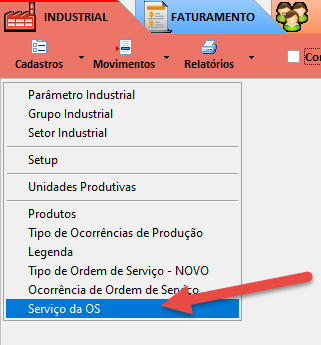 INDUSTRIAL
FATURAMENTO
Cadastros
Movimentos
Relatórios
Parâmetro Industrial
Grupo Industrial
Setor Industrial
Setup
Unidades Produtivas
Produtos
Tipo de Ocorrências de Produção
Legenda
Tipo de Ordem de Serviço - NOVO
Ocorrência de Ordem de Serviço
Serviço da OS